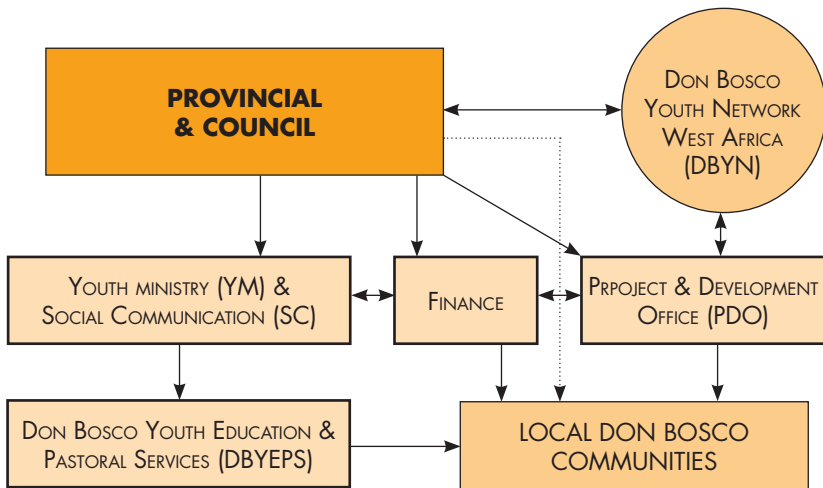 PROVINCIAL
& COUNCIL
Don Bosco
Youth Network
West Africa
(DBYN)
Youth ministry (YM) &
Social Communication (SC)
Finance
Prpoject & Development
Office (PDO)
Don Bosco Youth Education &
Pastoral Services (DBYEPS)
LOCAL DON BOSCO
COMMUNITIES